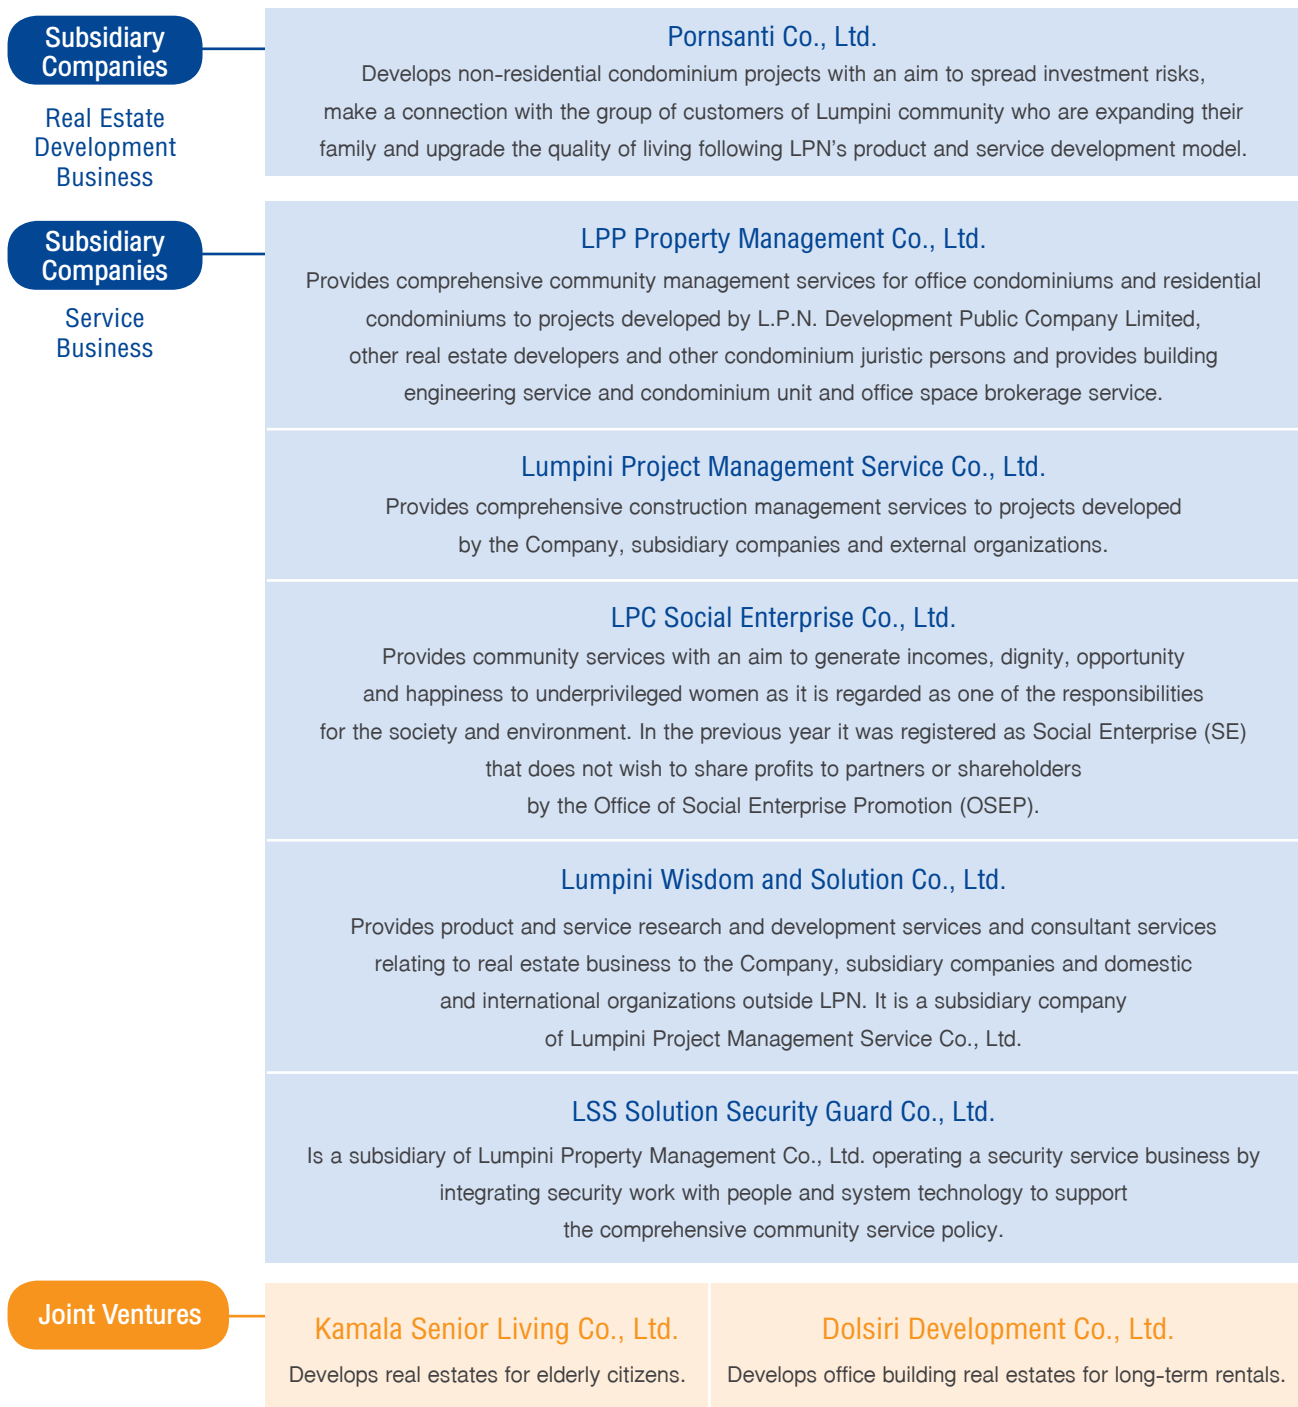 Subsidiary
Companies
Real Estate
Development
Business
Pornsanti Co., Ltd.
Develops non-residential condominium projects with an aim to spread investment risks,
make a connection with the group of customers of Lumpini community who are expanding their
family and upgrade the quality of living following LPN's product and service development model.
Subsidiary
Companies
Service
Business
LPP Property Management Co., Ltd.
Provides comprehensive community management services for office condominiums and residential
condominiums to projects developed by L.P.N. Development Public Company Limited,
other real estate developers and other condominium juristic persons and provides building
engineering service and condominium unit and office space brokerage service.
Lumpini Project Management Service Co., Ltd.
Provides comprehensive construction management services to projects developed
by the Company, subsidiary companies and external organizations.
LPC Social Enterprise Co., Ltd.
Provides community services with an aim to generate incomes, dignity, opportunity
and happiness to underprivileged women as it is regarded as one of the responsibilities
for the society and environment. In the previous year it was registered as Social Enterprise (SE)
that does not wish to share profits to partners or shareholders
by the Office of Social Enterprise Promotion (OSEP).
Lumpini Wisdom and Solution Co., Ltd.
Provides product and service research and development services and consultant services
relating to real estate business to the Company, subsidiary companies and domestic
and international organizations outside LPN. It is a subsidiary company
of Lumpini Project Management Service Co., Ltd.
LSS Solution Security Guard Co., Ltd.
Is a subsidiary of Lumpini Property Management Co., Ltd. operating a security service business by
integrating security work with people and system technology to support
the comprehensive community service policy.
Joint Ventures
Kamala Senior Living Co., Ltd.
Develops real estates for elderly citizens.
Dolsiri Development Co., Ltd.
Develops office building real estates for long-term rentals.